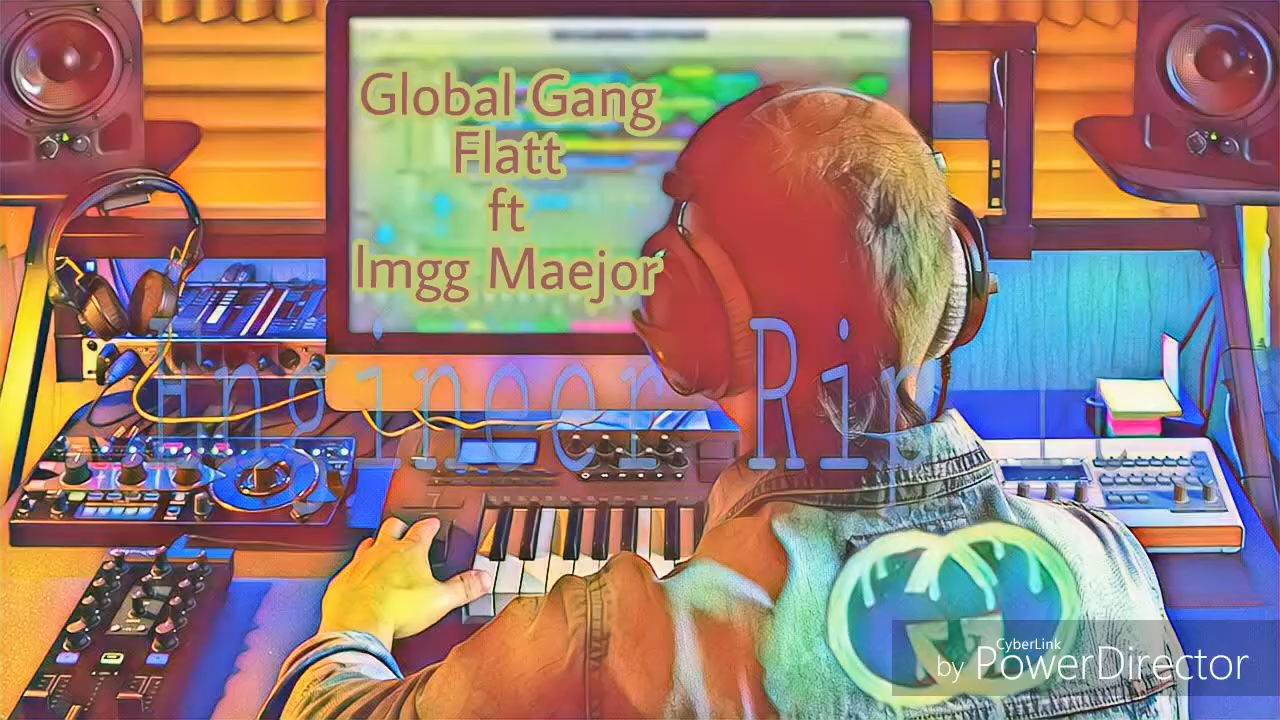 Global Gang
Flatt
ft
Imgg Maejor
Engineer Rip
CyberLink
by PowerDirector